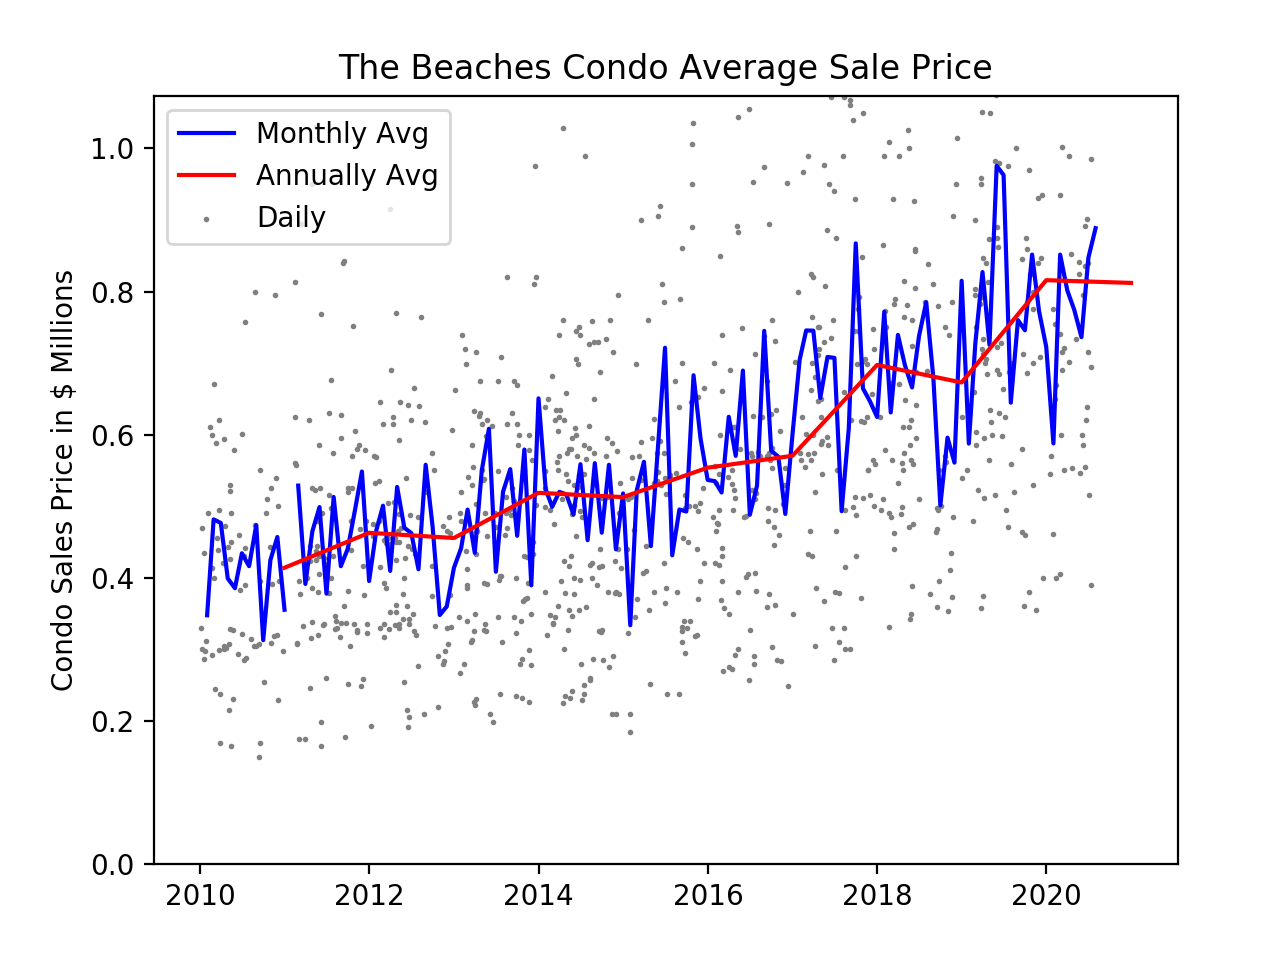 The Beaches Condo Average Sale Price
Monthly Avg
Annually Avg
Daily
Condo Sales Price in $ Millions
1.0
0.8
0.6
0.4
0.2
0.0
2010 2012 2014 2016 2018 2020